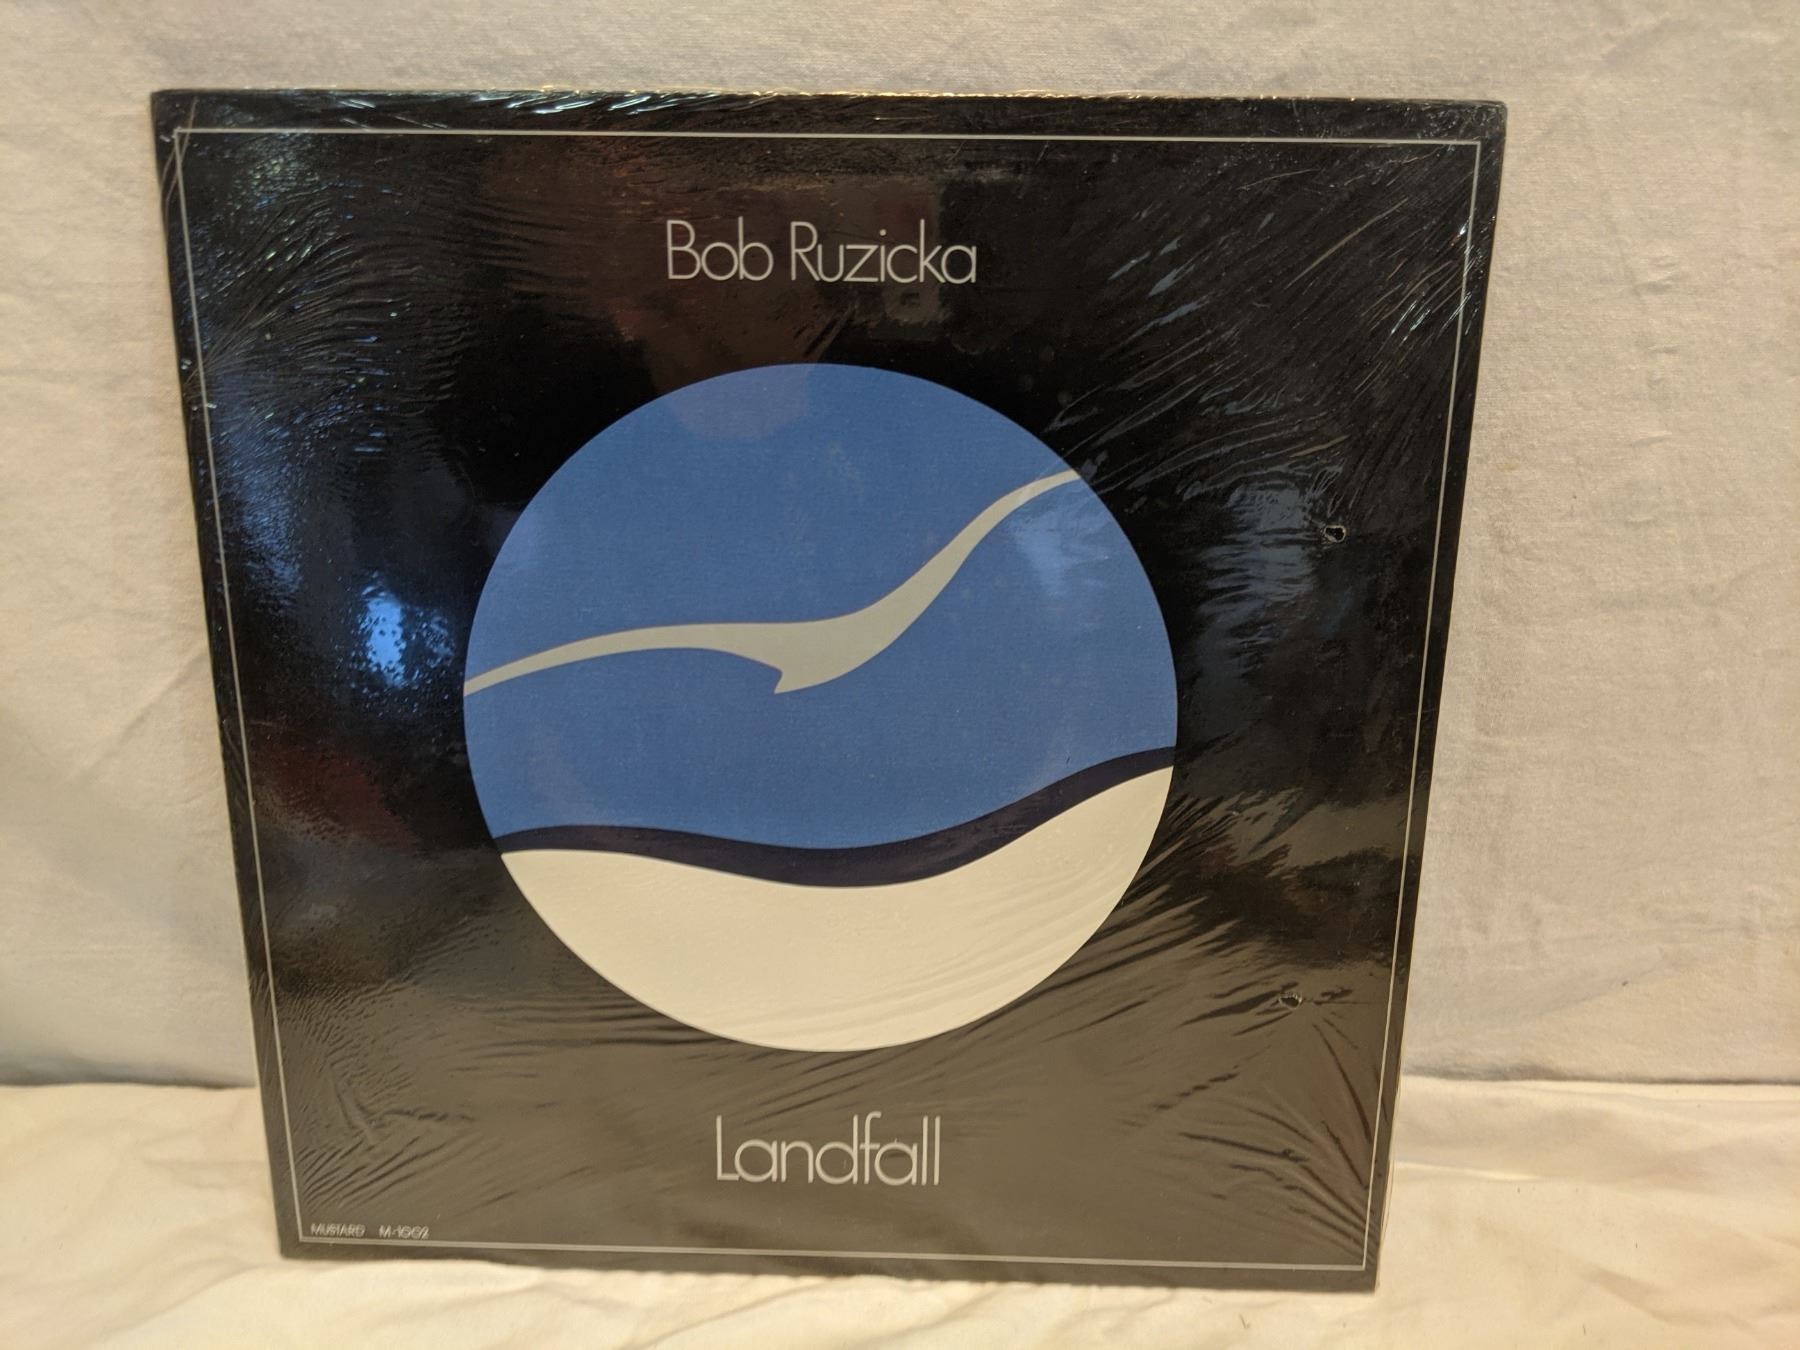 Bob Ruzicka
Landfall
MUSTARD M-1002